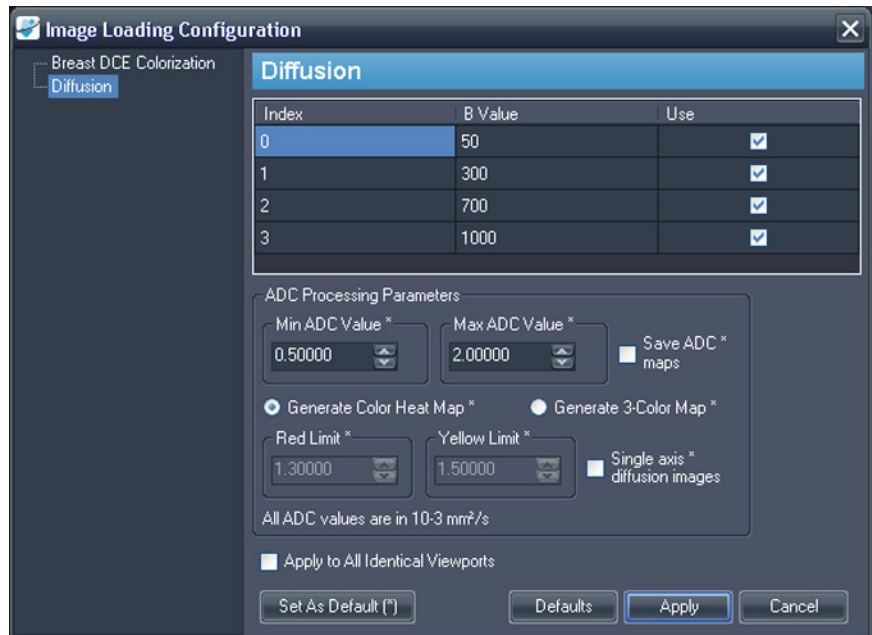 Image Loading Configuration
Breast DCE Colorization
Diffusion
Diffusion
Index B Value Use
0 50
1 300
2 700
3 1000
ADC Processing Parameters
Min ADC Value * Max ADC Value *
0.50000 2.00000 Save ADC *
maps
Generate Color Heat Map * Generate 3-Color Map *
Red Limit * Yellow Limit *
1.30000 1.50000 Single axis *
diffusion images
All ADC values are in 10-3 mm²/s
Apply to All Identical Viewports
Set As Default (*) Defaults Apply Cancel